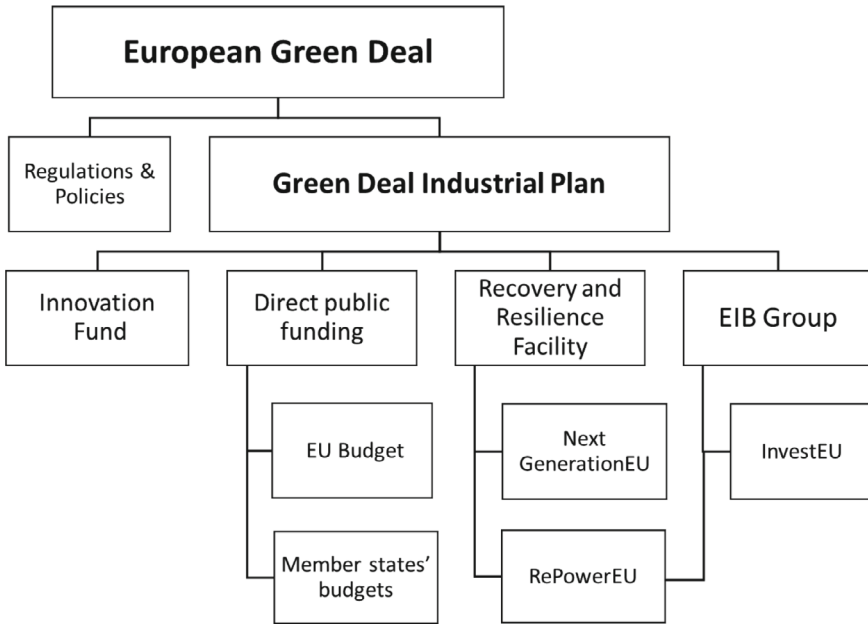 European Green Deal
Regulations &
Policies
Green Deal Industrial Plan
Innovation
Fund
Direct public
funding
Recovery and
Resilience
Facility
EIB Group
EU Budget
Next
GenerationEU
InvestEU
Member states’
budgets
RePowerEU